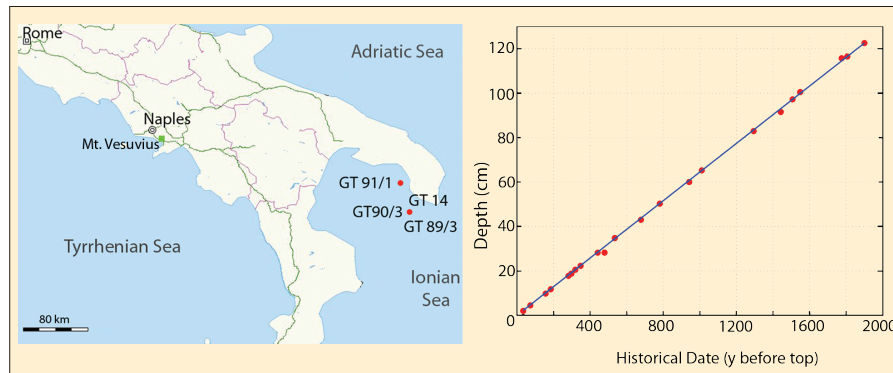 Rome
Adriatic Sea
Naples
Mt. Vesuvius
GT 91/1
GT 14
GT90/3
GT 89/3
Tyrrhenian Sea
Ionian
Sea
80 km
120
100
80
60
40
20
0
Depth (cm)
400
800
1200
1600
2000
Historical Date (y before top)